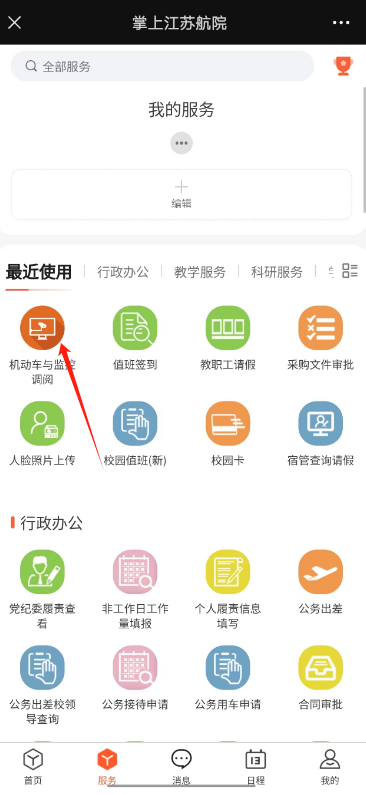 掌上江苏航院
全部服务
我的服务
编辑
最近使用 行政办公 教学服务 科研服务
机动车与监控 值班签到 教职工请假 采购文件审批
调阅
人脸照片上传 校园值班(新) 校园卡 宿管查询请假
行政办公
党纪委履责查 非工作日工作 个人履责信息 公务出差
看 量填报 填写
公务出差校领 公务接待申请 公务用车申请 合同审批
导查询
13
首页 服务 消息 日程 我的